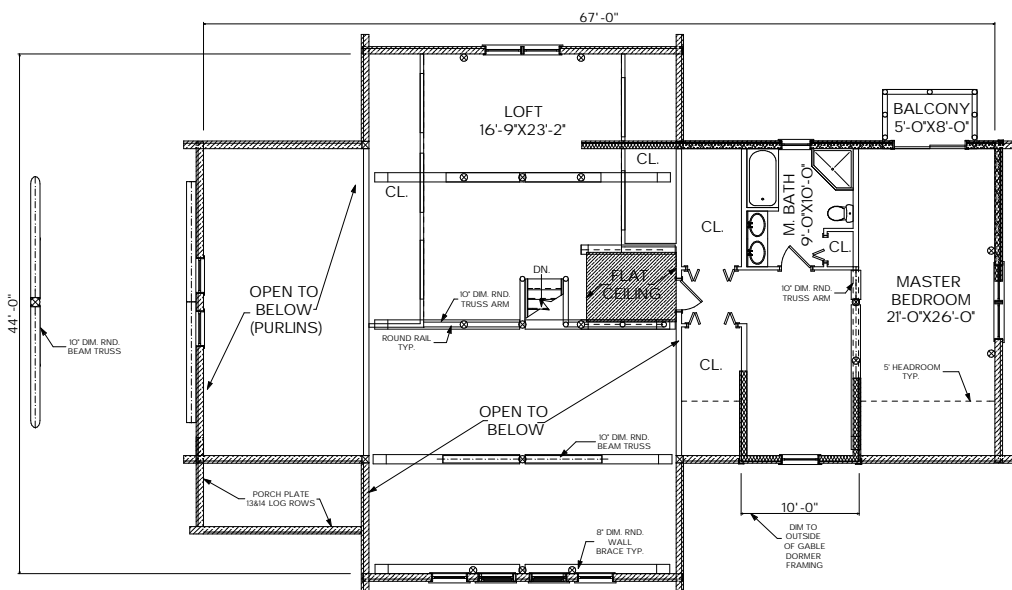 67'-0"
LOFT
16'-9"X23'-2"
BALCONY
5'-0"X8'-0"
CL.
CL.
M. BATH
9'-0"X10'-0"
CL.
CL.
DN.
FLAT
CEILING
OPEN TO
BELOW
(PURLINS)
10" DIM. RND.
TRUSS ARM
10" DIM. RND.
TRUSS ARM
MASTER
BEDROOM
21'-0"X26'-0"
44'-0"
10" DIM. RND.
BEAM TRUSS
ROUND RAIL
TYP.
CL.
5' HEADROOM
TYP.
OPEN TO
BELOW
10" DIM. RND.
BEAM TRUSS
PORCH PLATE
13&14 LOG ROWS
10'-0"
8" DIM. RND.
WALL
BRACE TYP.
DIM TO
OUTSIDE
OF GABLE
DORMER
FRAMING